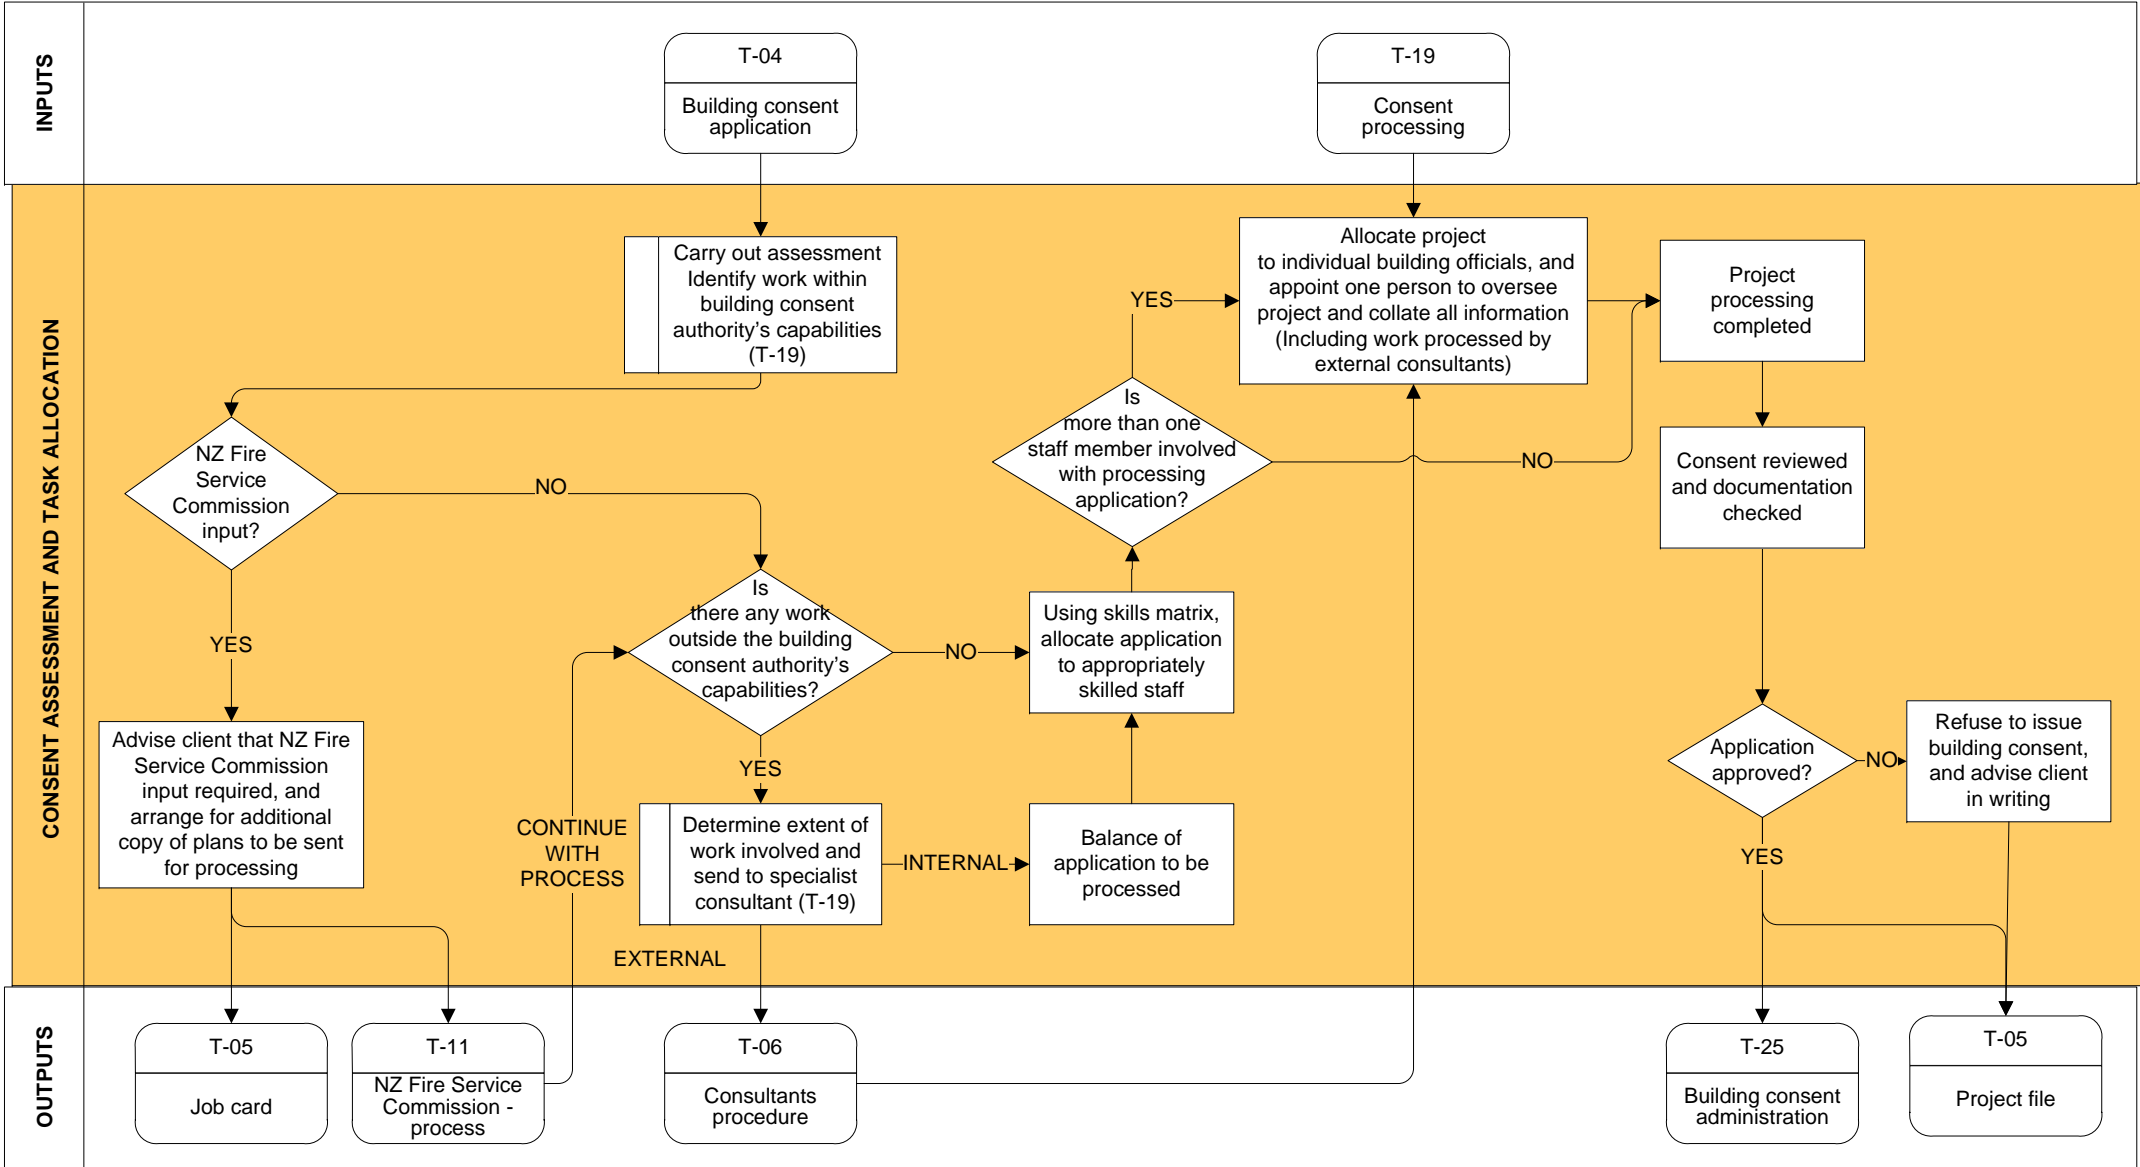 INPUTS
T-04
Building consent
application
T-19
Consent
processing
CONSENT ASSESSMENT AND TASK ALLOCATION
Carry out assessment
Identify work within
building consent
authority's capabilities
(T-19)
NZ Fire
Service
Commission
input?
NO
YES
Advise client that NZ Fire
Service Commission
input required, and
arrange for additional
copy of plans to be sent
for processing
CONTINUE
WITH
PROCESS
Is
there any work
outside the building
consent authority's
capabilities?
NO
YES
Determine extent of
work involved and
send to specialist
consultant (T-19)
INTERNAL
EXTERNAL
Balance of
application to be
processed
Using skills matrix,
allocate application
to appropriately
skilled staff
Is
more than one
staff member involved
with processing
application?
YES
NO
Allocate project
to individual building officials, and
appoint one person to oversee
project and collate all information
(Including work processed by
external consultants)
Project
processing
completed
Consent reviewed
and documentation
checked
Application
approved?
NO
YES
Refuse to issue
building consent,
and advise client
in writing
OUTPUTS
T-05
Job card
T-11
NZ Fire Service
Commission -
process
T-06
Consultants
procedure
T-25
Building consent
administration
T-05
Project file